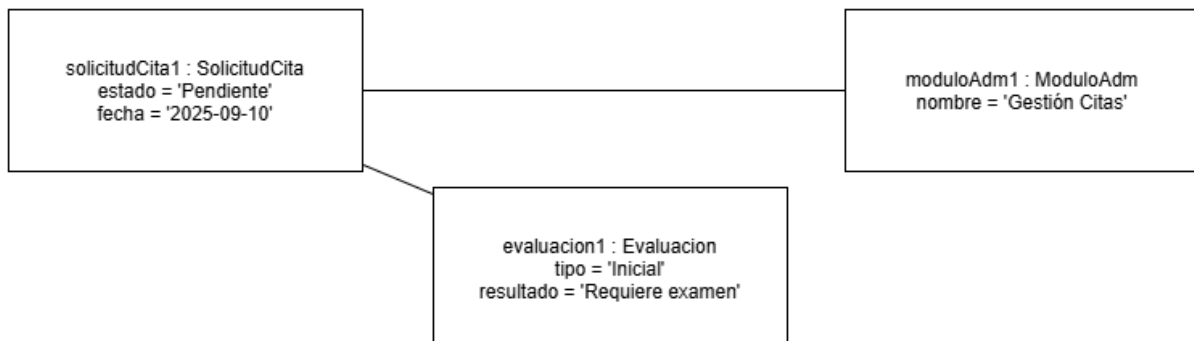 solicitudCita1 : SolicitudCita
estado = 'Pendiente'
fecha = '2025-09-10'
moduloAdm1 : ModuloAdm
nombre = 'Gestión Citas'
evaluacion1 : Evaluacion
tipo = 'Inicial'
resultado = 'Requiere examen'